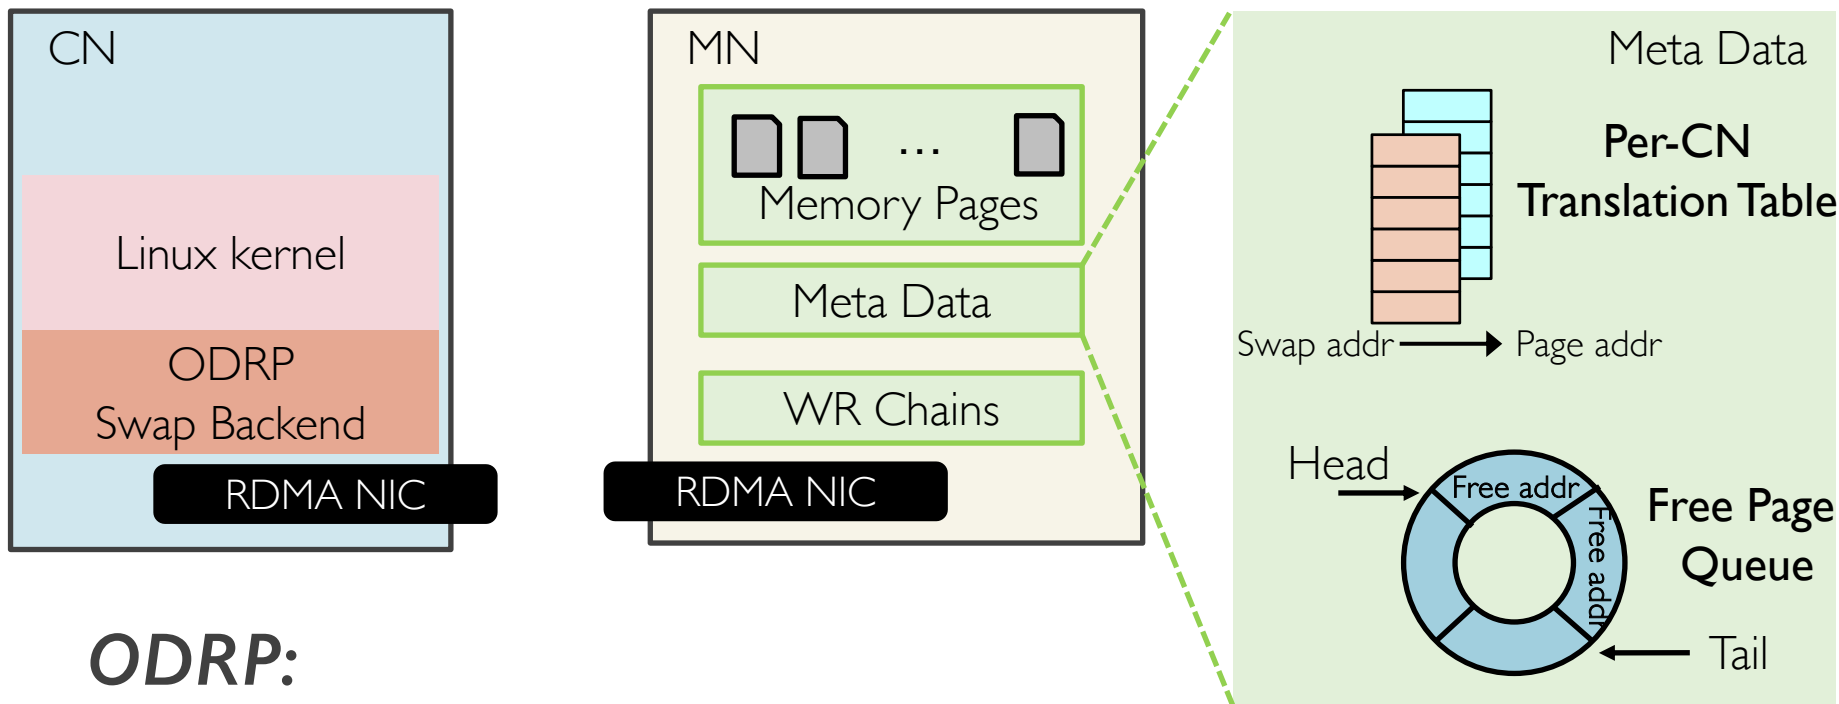 CN
Linux kernel
ODRP
Swap Backend
RDMA NIC
MN
...
Memory Pages
Meta Data
WR Chains
RDMA NIC
Meta Data
Per-CN
Translation Table
Swap addr
Page addr
Head
Free addr
Free addr
Free Page
Queue
Tail
ODRP: